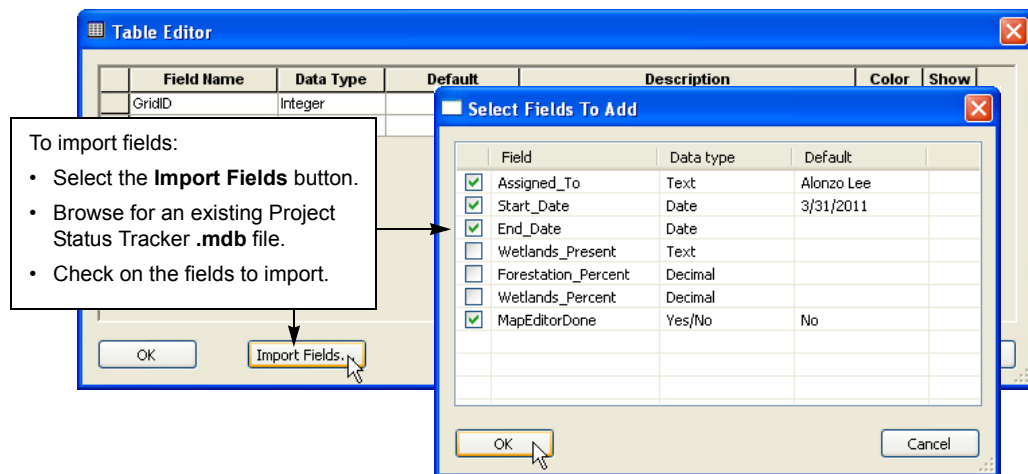 Table Editor
Field Name Data Type Default Description Color Show
GridID Integer
To import fields:
• Select the Import Fields button.
• Browse for an existing Project
Status Tracker .mdb file.
• Check on the fields to import.
OK
Import Fields...
Select Fields To Add
Field Data type Default
Assigned_To Text Alonzo Lee
Start_Date Date 3/31/2011
End_Date Date
Wetlands_Present Text
Forestation_Percent Decimal
Wetlands_Percent Decimal
MapEditorDone Yes/No No
OK
Cancel